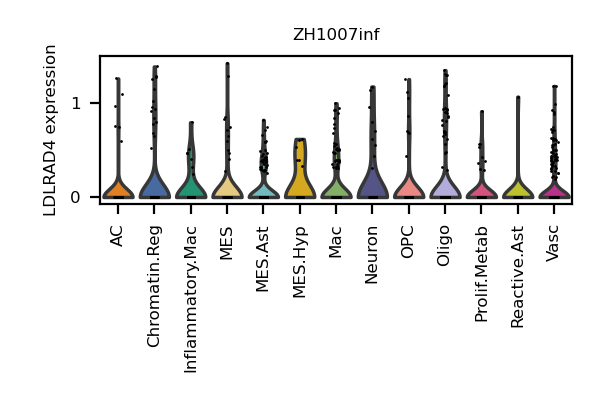 ZH1007inf
LDLRAD4 expression
1
0
AC
Chromatin.Reg
Inflammatory.Mac
MES
MES.Ast
MES.Hyp
Mac
Neuron
OPC
Oligo
Prolif.Metab
Reactive.Ast
Vasc